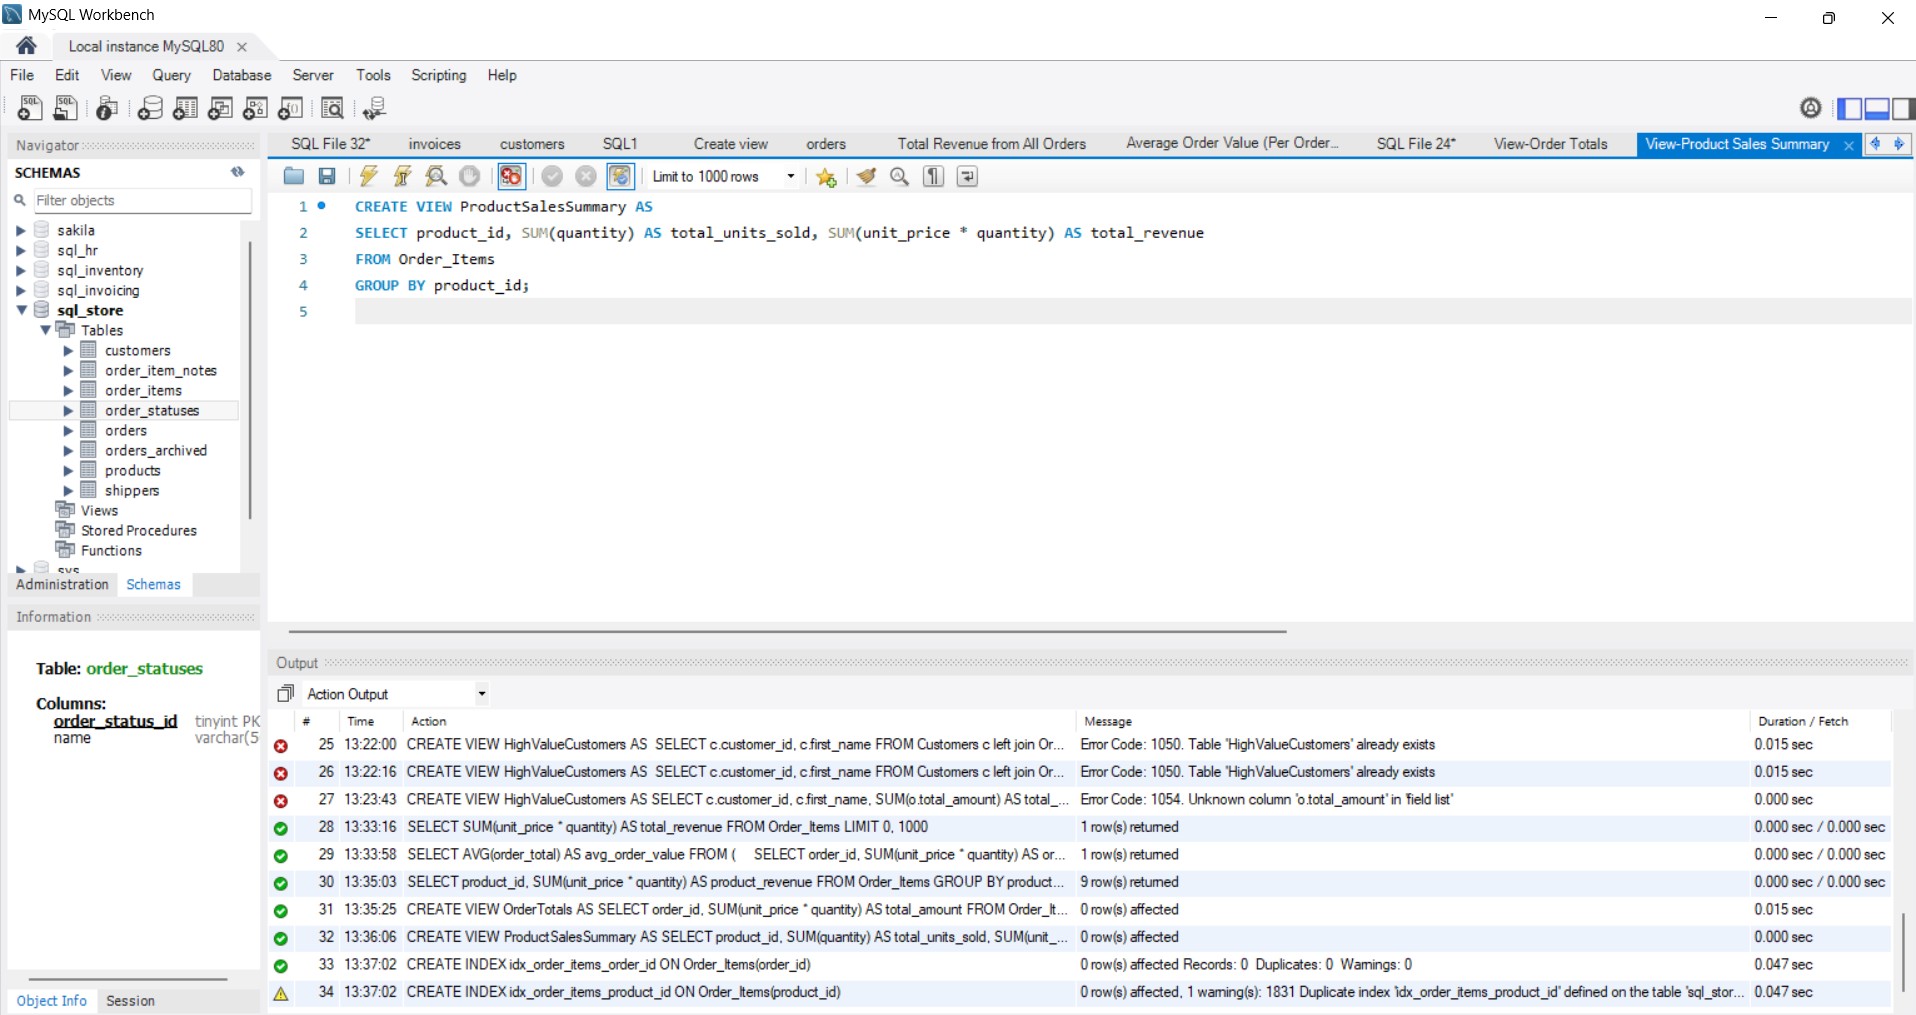 MySQL Workbench
Local instance MySQL80
File Edit View Query Database Server Tools Scripting Help
Navigator
SCHEMAS
Filter objects
sakila
sql_hr
sql_inventory
sql_invoicing
sql_store
Tables
customers
order_item_notes
order_items
order_statuses
orders
orders_archived
products
shippers
Views
Stored Procedures
Functions
sys
Administration Schemas
Information
Table: order_statuses
Columns:
order_status_id tinyint PK
name varchar(5
Object Info Session
SQL File 32* invoices customers SQL1 Create view orders Total Revenue from All Orders Average Order Value (Per Order... SQL File 24* View-Order Totals View-Product Sales Summary
Limit to 1000 rows
1 CREATE VIEW ProductSalesSummary AS
2 SELECT product_id, SUM(quantity) AS total_units_sold, SUM(unit_price * quantity) AS total_revenue
3 FROM Order_Items
4 GROUP BY product_id;
5
Output
Action Output
# Time Action Message Duration / Fetch
25 13:22:00 CREATE VIEW HighValueCustomers AS SELECT c.customer_id, c.first_name FROM Customers c left join Or... Error Code: 1050. Table 'HighValueCustomers' already exists 0.015 sec
26 13:22:16 CREATE VIEW HighValueCustomers AS SELECT c.customer_id, c.first_name FROM Customers c left join Or... Error Code: 1050. Table 'HighValueCustomers' already exists 0.015 sec
27 13:23:43 CREATE VIEW HighValueCustomers AS SELECT c.customer_id, c.first_name, SUM(o.total_amount) AS total_... Error Code: 1054. Unknown column 'o.total_amount' in 'field list' 0.000 sec
28 13:33:16 SELECT SUM(unit_price * quantity) AS total_revenue FROM Order_Items LIMIT 0, 1000 1 row(s) returned 0.000 sec / 0.000 sec
29 13:33:58 SELECT AVG(order_total) AS avg_order_value FROM ( SELECT order_id, SUM(unit_price * quantity) AS or... 1 row(s) returned 0.000 sec / 0.000 sec
30 13:35:03 SELECT product_id, SUM(unit_price * quantity) AS product_revenue FROM Order_Items GROUP BY product... 9 row(s) returned 0.000 sec / 0.000 sec
31 13:35:25 CREATE VIEW OrderTotals AS SELECT order_id, SUM(unit_price * quantity) AS total_amount FROM Order_It... 0 row(s) affected 0.015 sec
32 13:36:06 CREATE VIEW ProductSalesSummary AS SELECT product_id, SUM(quantity) AS total_units_sold, SUM(unit_... 0 row(s) affected 0.000 sec
33 13:37:02 CREATE INDEX idx_order_items_order_id ON Order_Items(order_id) 0 row(s) affected Records: 0 Duplicates: 0 Warnings: 0 0.047 sec
34 13:37:02 CREATE INDEX idx_order_items_product_id ON Order_Items(product_id) 0 row(s) affected, 1 warning(s): 1831 Duplicate index 'idx_order_items_product_id' defined on the table 'sql_stor... 0.047 sec